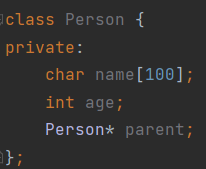 class Person {
private:
    char name[100];
    int age;
    Person* parent;
};